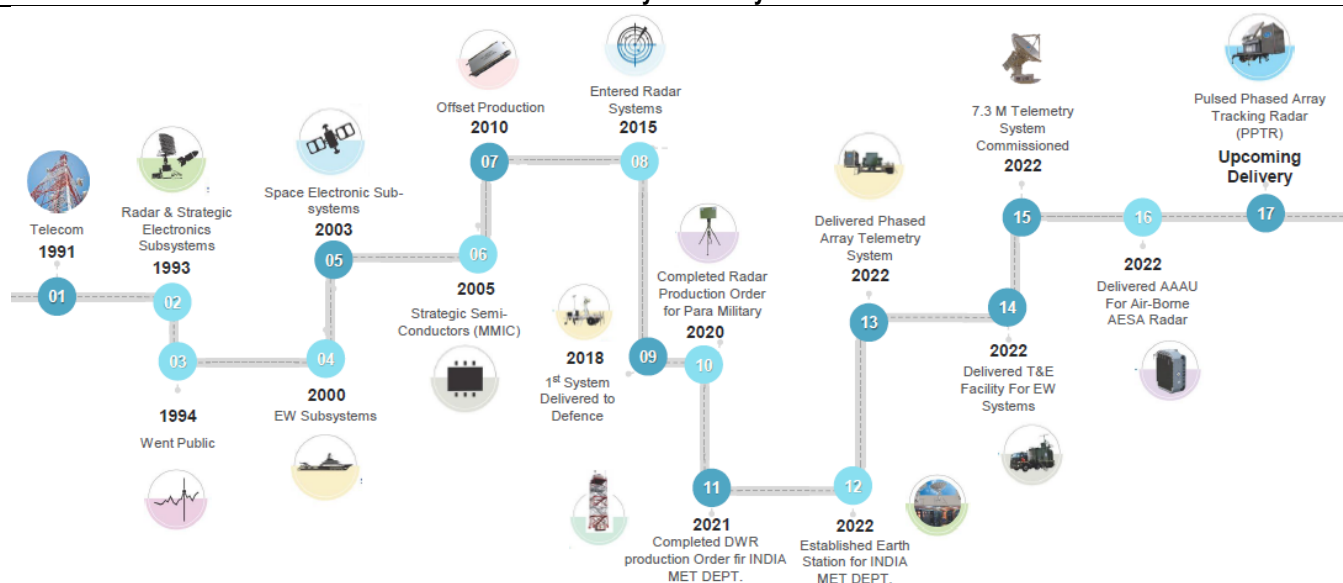 Telecom
1991
01
Radar & Strategic
Electronics
Subsystems
1993
02
03
1994
Went Public
04
2000
EW Subsystems
Space Electronic Sub-
systems
2003
05
06
2005
Strategic Semi-
Conductors (MMIC)
Offset Production
2010
07
Entered Radar
Systems
2015
08
09
2018
1st System
Delivered to
Defence
Completed Radar
Production Order
for Para Military
2020
10
11
2021
Completed DWR
production Order fir INDIA
MET DEPT.
12
2022
Established Earth
Station for INDIA
MET DEPT.
Delivered Phased
Array Telemetry
System
2022
13
14
2022
Delivered T&E
Facility For EW
Systems
7.3 M Telemetry
System
Commissioned
2022
15
16
2022
Delivered AAAU
For Air-Borne
AESA Radar
Pulsed Phased Array
Tracking Radar
(PPTR)
Upcoming
Delivery
17